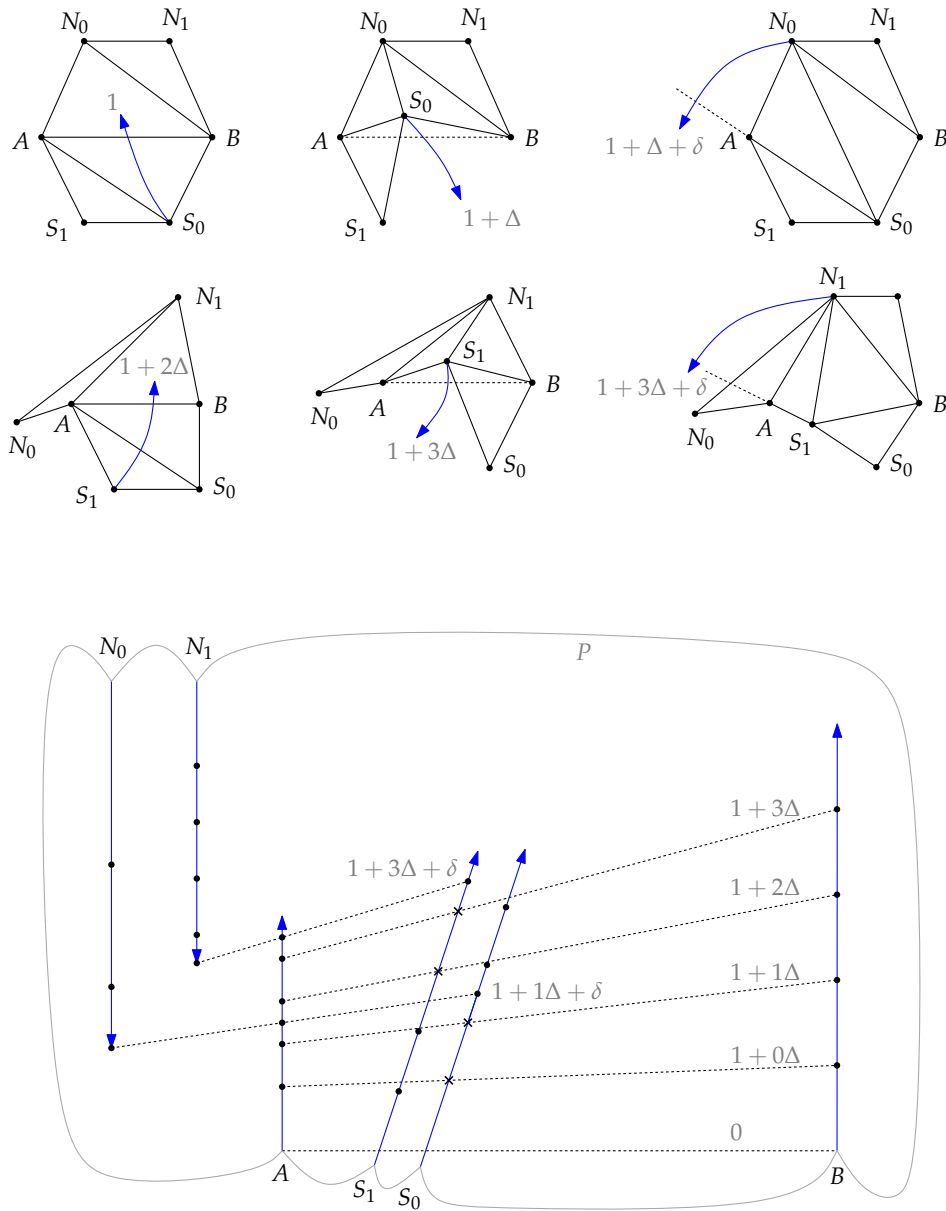 N₀ N₁ N₀ N₁ N₀ N₁
1 S₀
A B A B 1 + Δ + δ A B
S₁ S₀ S₁ 1 + Δ S₁ S₀
N₁ N₁ N₁
1 + 2Δ S₁ 1 + 3Δ + δ
N₀ A B N₀ A B N₀ A S₁ B
S₁ S₀ 1 + 3Δ S₀ S₀
N₀ N₁ P
1 + 3Δ
1 + 3Δ + δ
1 + 2Δ
1 + 1Δ + δ 1 + 1Δ
1 + 0Δ
0
A S₁ S₀ B